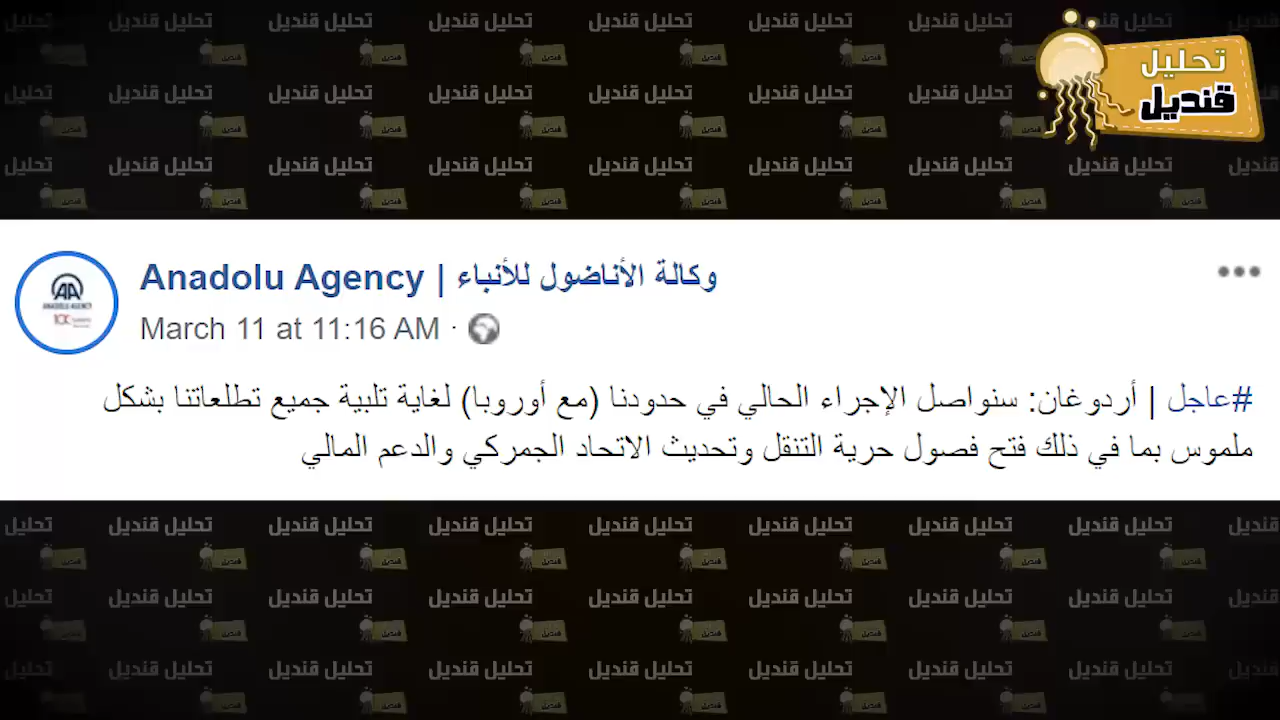 تحليل
قنديل
Anadolu Agency | وكالة الأناضول للأنباء
March 11 at 11:16 AM ·
#عاجل | أردوغان: سنواصل الإجراء الحالي في حدودنا (مع أوروبا) لغاية تلبية جميع تطلعاتنا بشكل
ملموس بما في ذلك فتح فصول حرية التنقل وتحديث الاتحاد الجمركي والدعم المالي